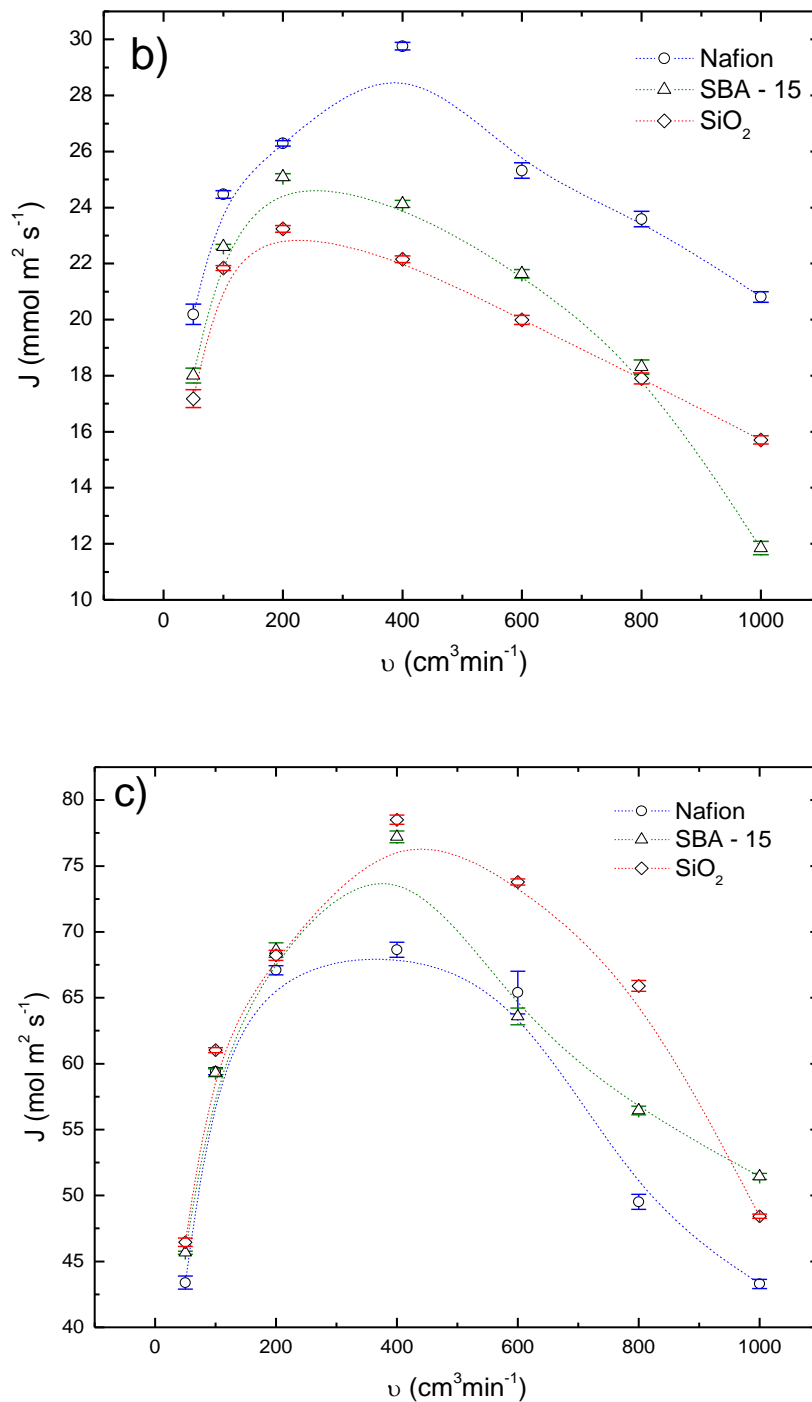 b)
Nafion
SBA - 15
SiO₂
30
28
26
24
22
20
18
16
14
12
10
J (mmol m² s⁻¹)
0 200 400 600 800 1000
υ (cm³min⁻¹)
c)
Nafion
SBA - 15
SiO₂
80
75
70
65
60
55
50
45
40
J (mol m² s⁻¹)
0 200 400 600 800 1000
υ (cm³min⁻¹)